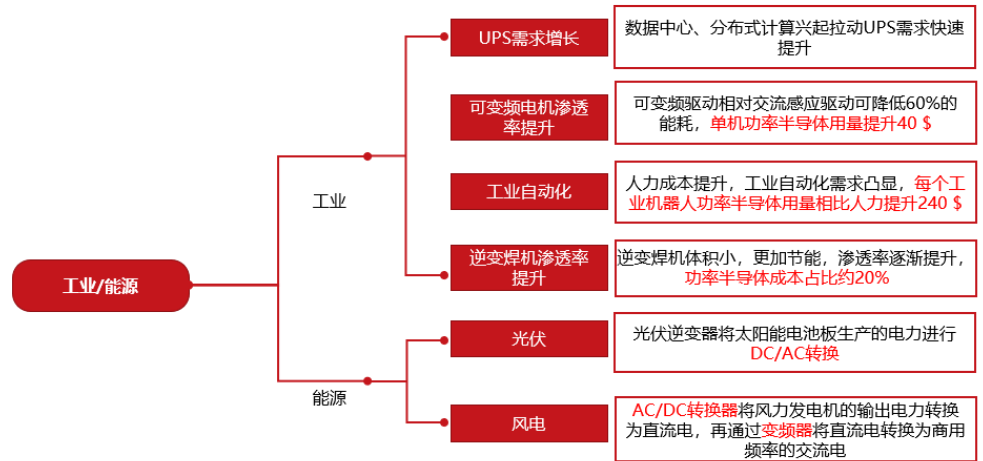 UPS需求增长
数据中心、分布式计算兴起拉动UPS需求快速
提升
可变频电机渗透
率提升
可变频驱动相对交流感应驱动可降低60%的
能耗，单机功率半导体用量提升40 $
工业
工业自动化
人力成本提升，工业自动化需求凸显，每个工
业机器人功率半导体用量相比人力提升240 $
逆变焊机渗透率
提升
逆变焊机体积小，更加节能，渗透率逐渐提升，
功率半导体成本占比约20%
工业/能源
光伏
光伏逆变器将太阳能电池板生产的电力进行
DC/AC转换
能源
风电
AC/DC转换器将风力发电机的输出电力转换
为直流电，再通过变频器将直流电转换为商用
频率的交流电